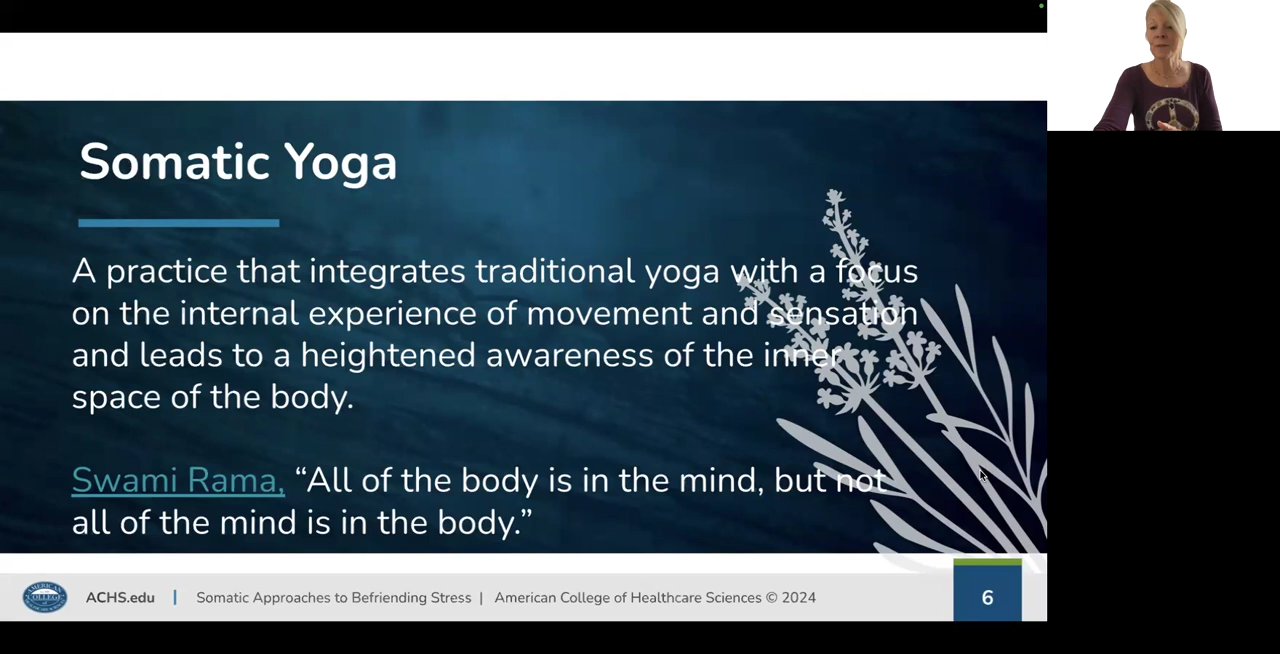 Somatic Yoga
A practice that integrates traditional yoga with a focus
on the internal experience of movement and sensation
and leads to a heightened awareness of the inner
space of the body.
Swami Rama, “All of the body is in the mind, but not
all of the mind is in the body.”
ACHS.edu | Somatic Approaches to Befriending Stress | American College of Healthcare Sciences © 2024
6